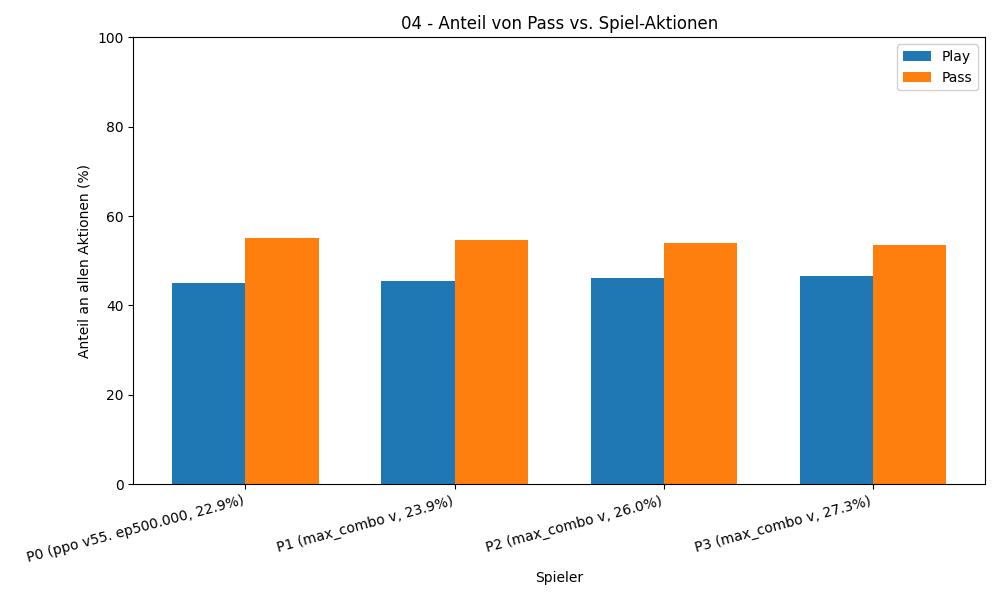 04 - Anteil von Pass vs. Spiel-Aktionen
Play
Pass
Anteil an allen Aktionen (%)
100
80
60
40
20
0
P0 (ppo v55. ep500.000, 22.9%)
P1 (max_combo v, 23.9%)
P2 (max_combo v, 26.0%)
P3 (max_combo v, 27.3%)
Spieler